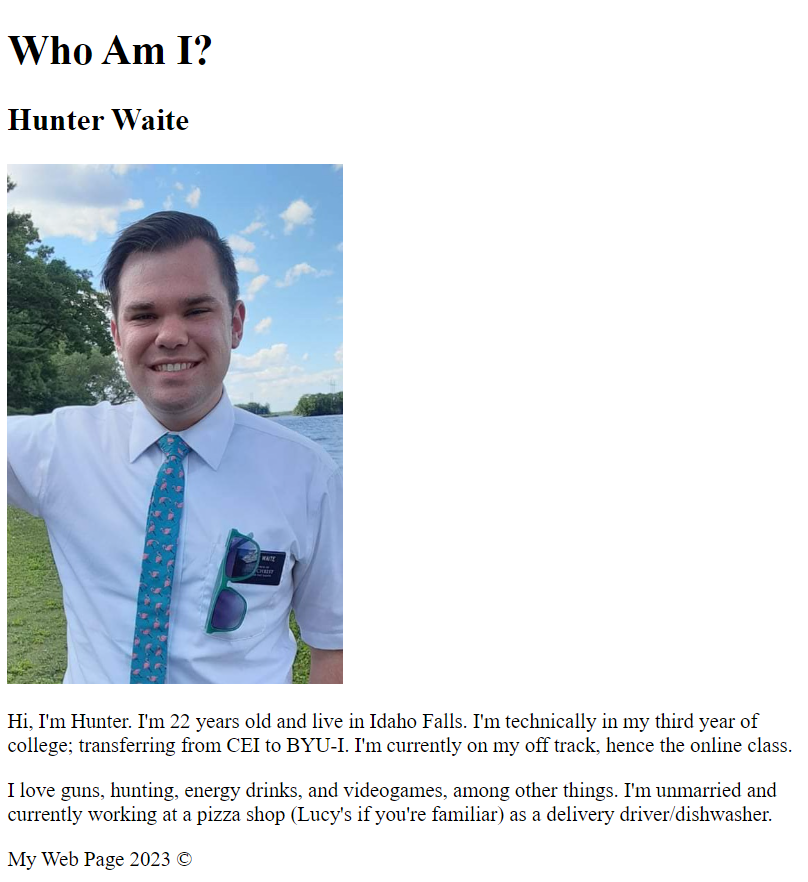 Who Am I?
Hunter Waite
WAITE
Hi, I'm Hunter. I'm 22 years old and live in Idaho Falls. I'm technically in my third year of
college; transferring from CEI to BYU-I. I'm currently on my off track, hence the online class.
I love guns, hunting, energy drinks, and videogames, among other things. I'm unmarried and
currently working at a pizza shop (Lucy's if you're familiar) as a delivery driver/dishwasher.
My Web Page 2023 ©